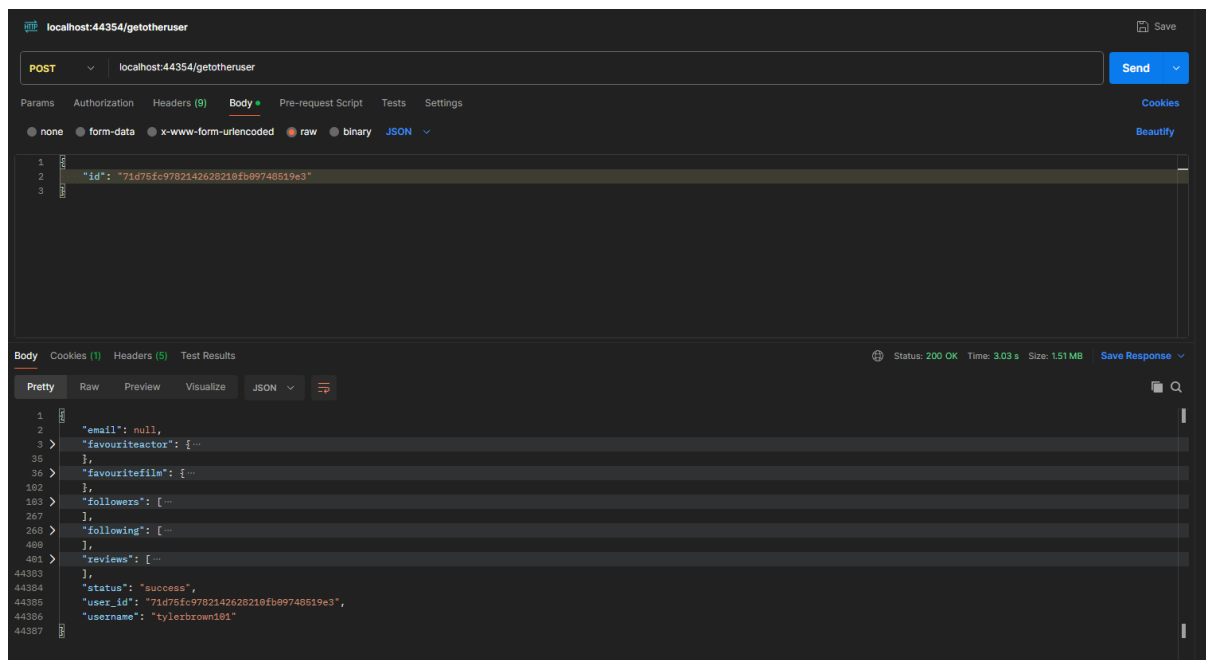 HTTP localhost:44354/getotheruser Save
POST localhost:44354/getotheruser Send
Params Authorization Headers (9) Body Pre-request Script Tests Settings Cookies
none form-data x-www-form-urlencoded raw binary JSON Beautify
1 {
2 "id": "71d75fc9782142628210fb09748519e3"
3 }
Body Cookies (1) Headers (5) Test Results Status: 200 OK Time: 3.03 s Size: 1.51 MB Save Response
Pretty Raw Preview Visualize JSON
1 {
2 "email": null,
3 "favouriteactor": {…
35 },
36 "favouritefilm": {…
102 },
103 "followers": […
267 ],
268 "following": […
400 ],
401 "reviews": […
44383 ],
44384 "status": "success",
44385 "user_id": "71d75fc9782142628210fb09748519e3",
44386 "username": "tylerbrown101"
44387 }